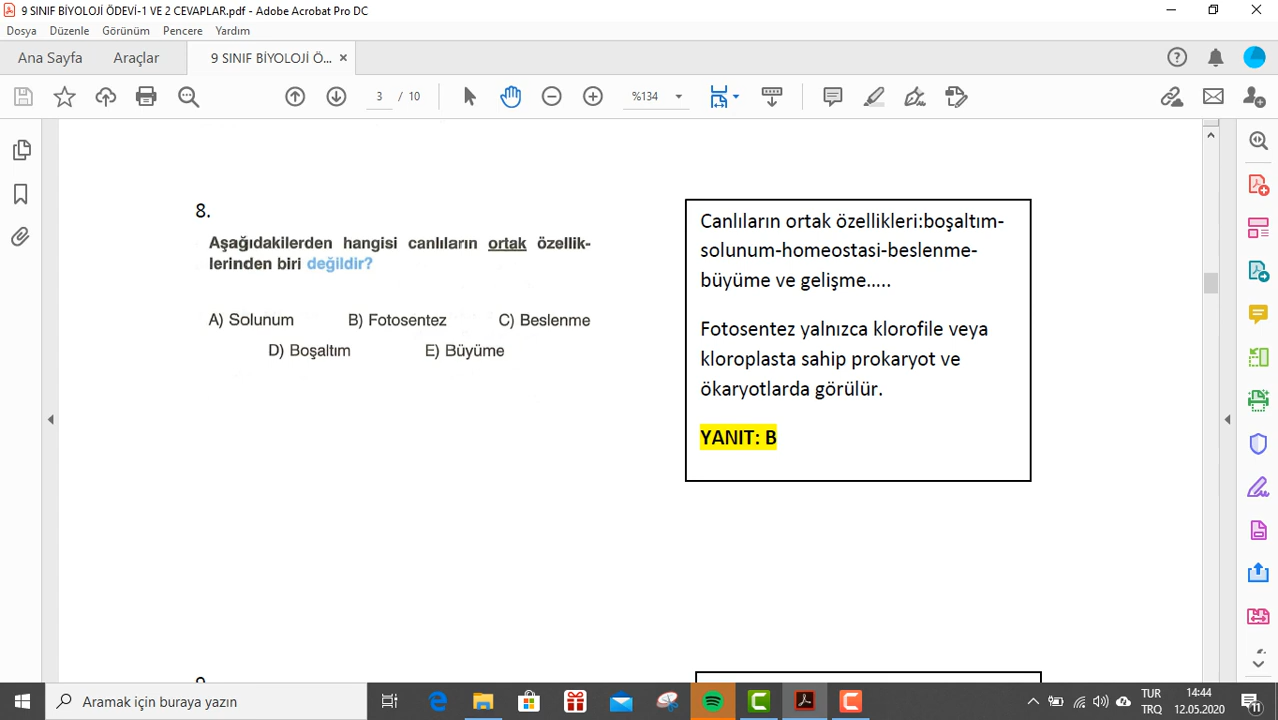 9 SINIF BİYOLOJİ ÖDEVİ-1 VE 2 CEVAPLAR.pdf - Adobe Acrobat Pro DC
Dosya Düzenle Görünüm Pencere Yardım
Ana Sayfa Araçlar 9 SINIF BİYOLOJİ Ö... ×
3 / 10 %134
8.
Aşağıdakilerden hangisi canlıların ortak özellik-
lerinden biri değildir?
A) Solunum B) Fotosentez C) Beslenme
D) Boşaltım E) Büyüme
Canlıların ortak özellikleri:boşaltım-
solunum-homeostasi-beslenme-
büyüme ve gelişme.....
Fotosentez yalnızca klorofile veya
kloroplasta sahip prokaryot ve
ökaryotlarda görülür.
YANIT: B
Aramak için buraya yazın
TUR
TRQ
14:44
12.05.2020
11